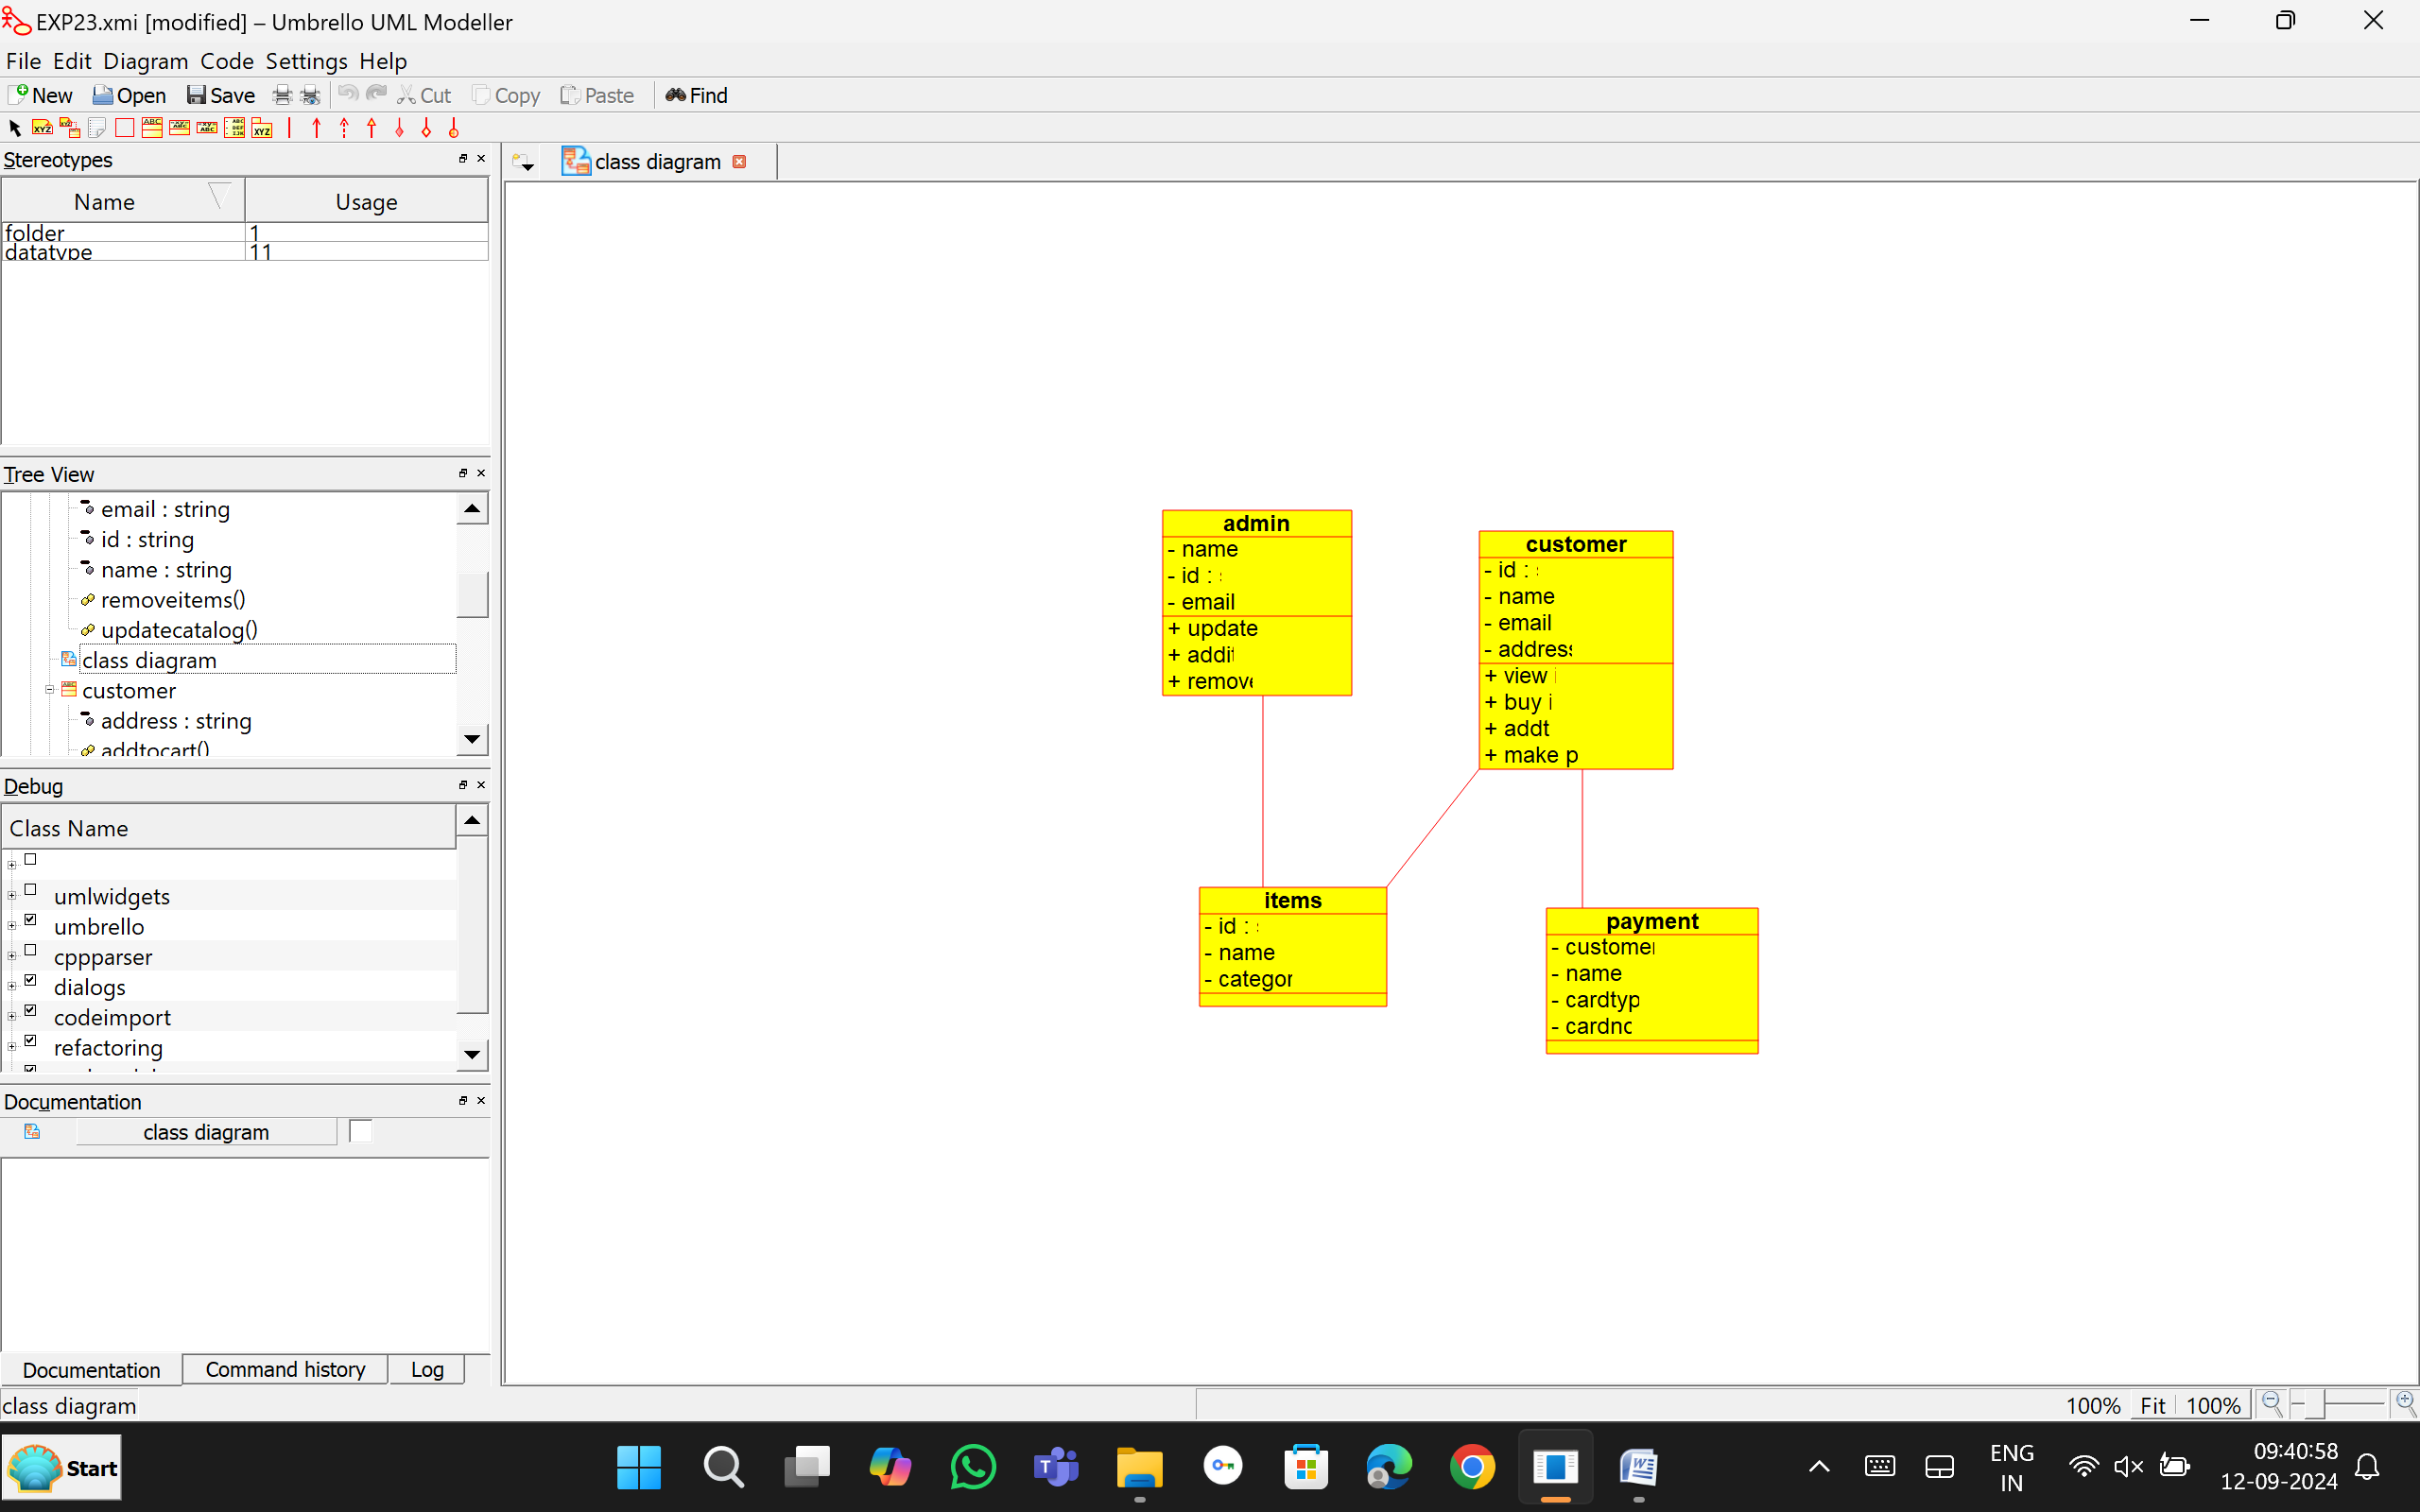 EXP23.xmi [modified] – Umbrello UML Modeller
File Edit Diagram Code Settings Help
New Open Save Cut Copy Paste Find
Stereotypes
Name Usage
folder 1
datatype 11
Tree View
email : string
id : string
name : string
removeitems()
updatecatalog()
class diagram
customer
address : string
addtocart()
Debug
Class Name
umlwidgets
umbrello
cppparser
dialogs
codeimport
refactoring
Documentation
class diagram
Documentation Command history Log
class diagram
class diagram
admin
- name
- id :
- email
+ update
+ addit
+ remove
customer
- id :
- name
- email
- address
+ view
+ buy i
+ addt
+ make p
items
- id :
- name
- categor
payment
- customer
- name
- cardtyp
- cardno
100% Fit 100%
Start
ENG
IN
09:40:58
12-09-2024